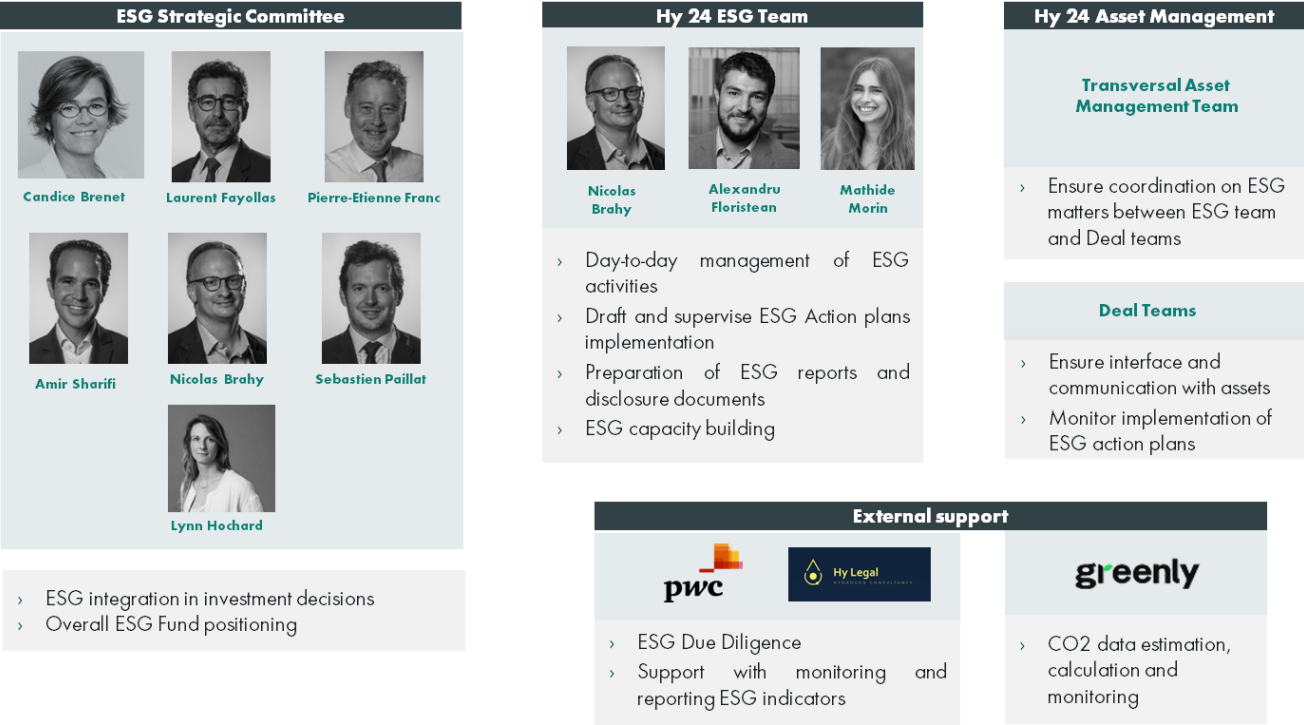 ESG Strategic Committee
Candice Brenet
Laurent Fayollas
Pierre-Etienne Franc
Amir Sharifi
Nicolas Brahy
Sebastien Paillat
Lynn Hochard
› ESG integration in investment decisions
› Overall ESG Fund positioning
Hy 24 ESG Team
Nicolas
Brahy
Alexandru
Floristean
Mathide
Morin
› Day-to-day management of ESG
activities
› Draft and supervise ESG Action plans
implementation
› Preparation of ESG reports and
disclosure documents
› ESG capacity building
Hy 24 Asset Management
Transversal Asset
Management Team
› Ensure coordination on ESG
matters between ESG team
and Deal teams
Deal Teams
› Ensure interface and
communication with assets
› Monitor implementation of
ESG action plans
External support
pwc
Hy Legal
HYDROGEN CONSULTANCY
› ESG Due Diligence
› Support with monitoring and
reporting ESG indicators
greenly
› CO2 data estimation,
calculation and
monitoring